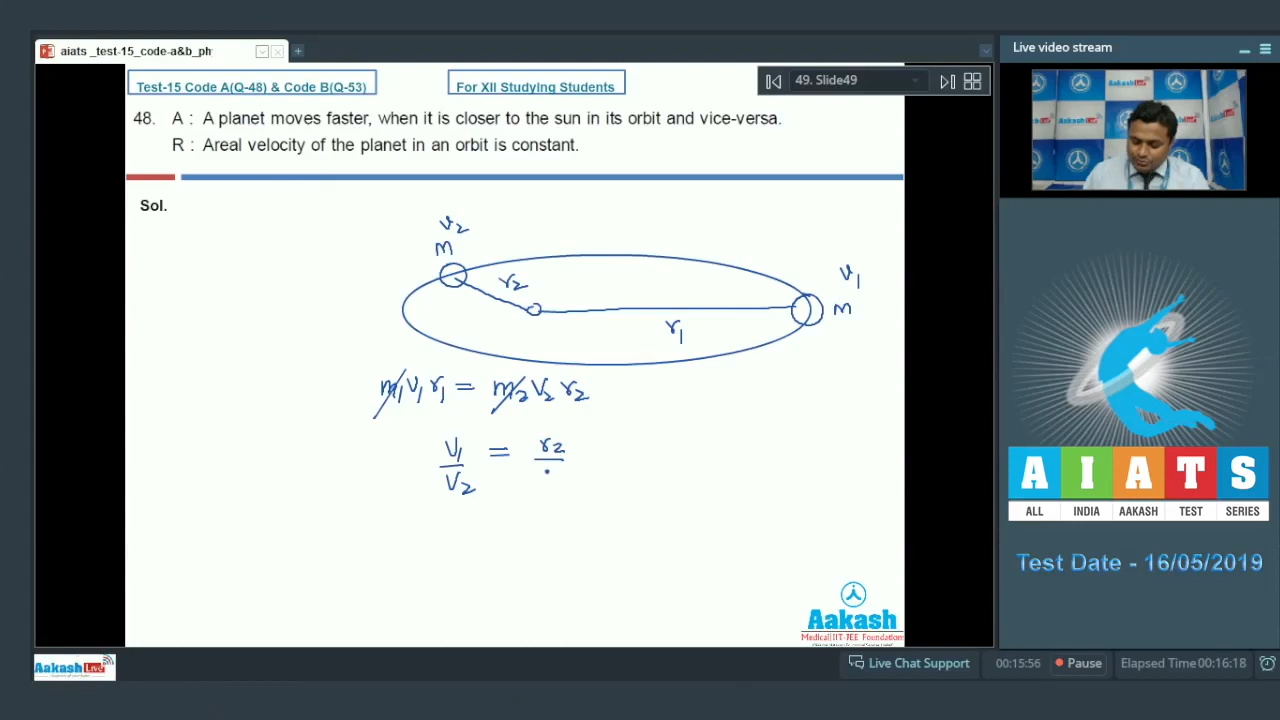 aiats _test-15_code-a&b_ph
Live video stream
Test-15 Code A(Q-48) & Code B(Q-53)
For XII Studying Students
49. Slide49
48. A : A planet moves faster, when it is closer to the sun in its orbit and vice-versa.
R : Areal velocity of the planet in an orbit is constant.
Sol.
v2
m
r2
v1
m
r1
m1 v1 r1 = m2 v2 r2
v1/v2 = r2/
A I A T S
ALL INDIA AAKASH TEST SERIES
Test Date - 16/05/2019
Aakash
Medical|IIT-JEE|Foundations
AakashLive
Live Chat Support
00:15:56
Pause
Elapsed Time 00:16:18